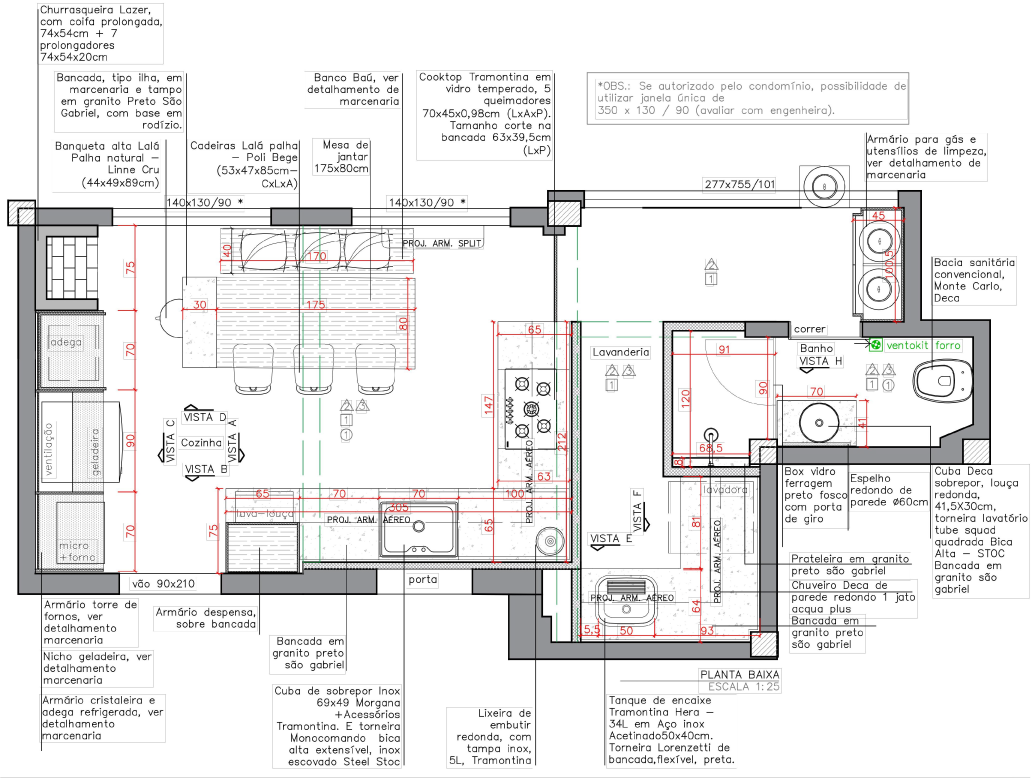 Churrasqueira Lazer,
com coifa prolongada,
74x54cm + 7
prolongadores
74x54x20cm
Bancada, tipo ilha, em
marcenaria e tampo
em granito Preto São
Gabriel, com base em
rodízio.
Banco Baú, ver
detalhamento de
marcenaria
Cooktop Tramontina em
vidro temperado, 5
queimadores
70x45x0,98cm (LxAxP).
Tamanho corte na
bancada 63x39,5cm
(LxP)
*OBS.: Se autorizado pelo condomínio, possibilidade de
utilizar janela única de
350 x 130 / 90 (avaliar com engenheiro).
Banqueta alta Lalá
Palha natural –
Linne Cru
(44x49x89cm)
Cadeiras Lalá palha
– Poli Bege
(53x47x85cm–
CxLxA)
Mesa de
jantar
175x80cm
Armário para gás e
utensílios de limpeza,
ver detalhamento de
marcenaria
140x130/90 *
140x130/90 *
277x755/101
45
100,5
PROJ. ARM. SPLIT
40
170
75
30
175
80
2
1
Bacia sanitária
convencional,
Monte Carlo,
Deca
adega
70
65
Lavanderia
2 3
1
correr
ventokit forro
Banho
VISTA H
91
90
120
2 3
1 1
70
41
147
212
2 3
1
1
VISTA D
VISTA C
Cozinha
VISTA A
VISTA B
ventilação
geladeira
90
68,5
8
63
PROJ. ARM. AÉREO
65
70
70
100
lava-louça
305
PROJ. ARM. AÉREO
65
75
micro
+forno
70
VISTA F
VISTA E
lavadora
81
PROJ. ARM. AÉREO
PROJ. ARM. AÉREO
64
5,5
50
93
Box vidro
ferragem
preto fosco
com porta
de giro
Espelho
redondo de
parede Ø60cm
Cuba Deca
sobrepor, louça
redonda,
41,5X30cm,
torneira lavatório
tube squad
quadrada Bica
Alta – STOC
Bancada em
granito são
gabriel
Prateleira em granito
preto são gabriel
Chuveiro Deca de
parede redondo 1 jato
acqua plus
Bancada em
granito preto
são gabriel
vão 90x210
porta
Armário torre de
fornos, ver
detalhamento
marcenaria
Armário despensa,
sobre bancada
Nicho geladeira, ver
detalhamento
marcenaria
Bancada em
granito preto
são gabriel
Armário cristaleira e
adega refrigerada, ver
detalhamento
marcenaria
Cuba de sobrepor Inox
69x49 Morgana
+Acessórios
Tramontina. E torneira
Monocomando bica
alta extensível, inox
escovado Steel Stoc
Lixeira de
embutir
redonda, com
tampa inox,
5L, Tramontina
Tanque de encaixe
Tramontina Hera –
34L em Aço inox
Acetinado50x40cm.
Torneira Lorenzetti de
bancada,flexível, preta.
PLANTA BAIXA
ESCALA 1:25